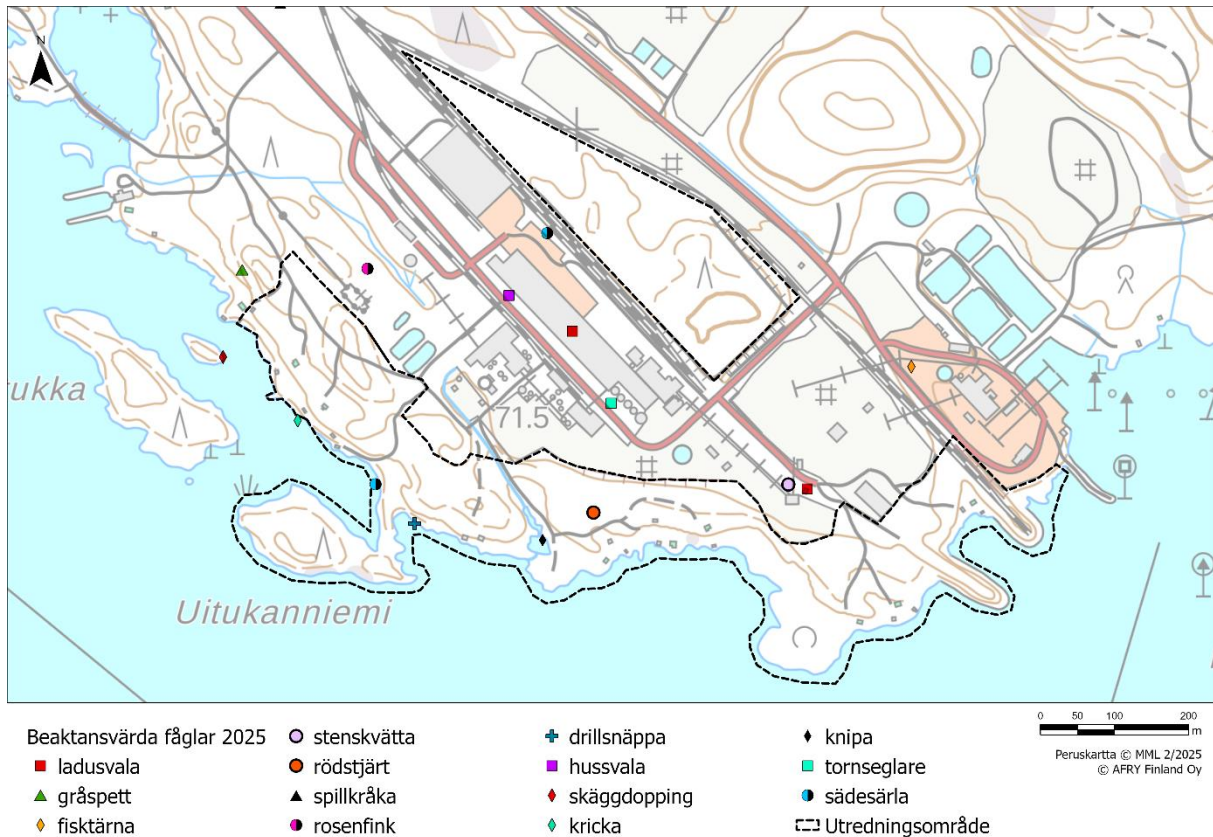 N
ukka
71.5
Uitukanniemi
Beaktansvärda fåglar 2025
ladusvala
gråspett
fisktärna
stenskvätta
rödstjärt
spillkråka
rosenfink
drillsnäppa
hussvala
skäggdopping
kricka
knipa
tornseglare
sädesärla
Utredningsområde
0 50 100 200
m
Peruskartta © MML 2/2025
© AFRY Finland Oy